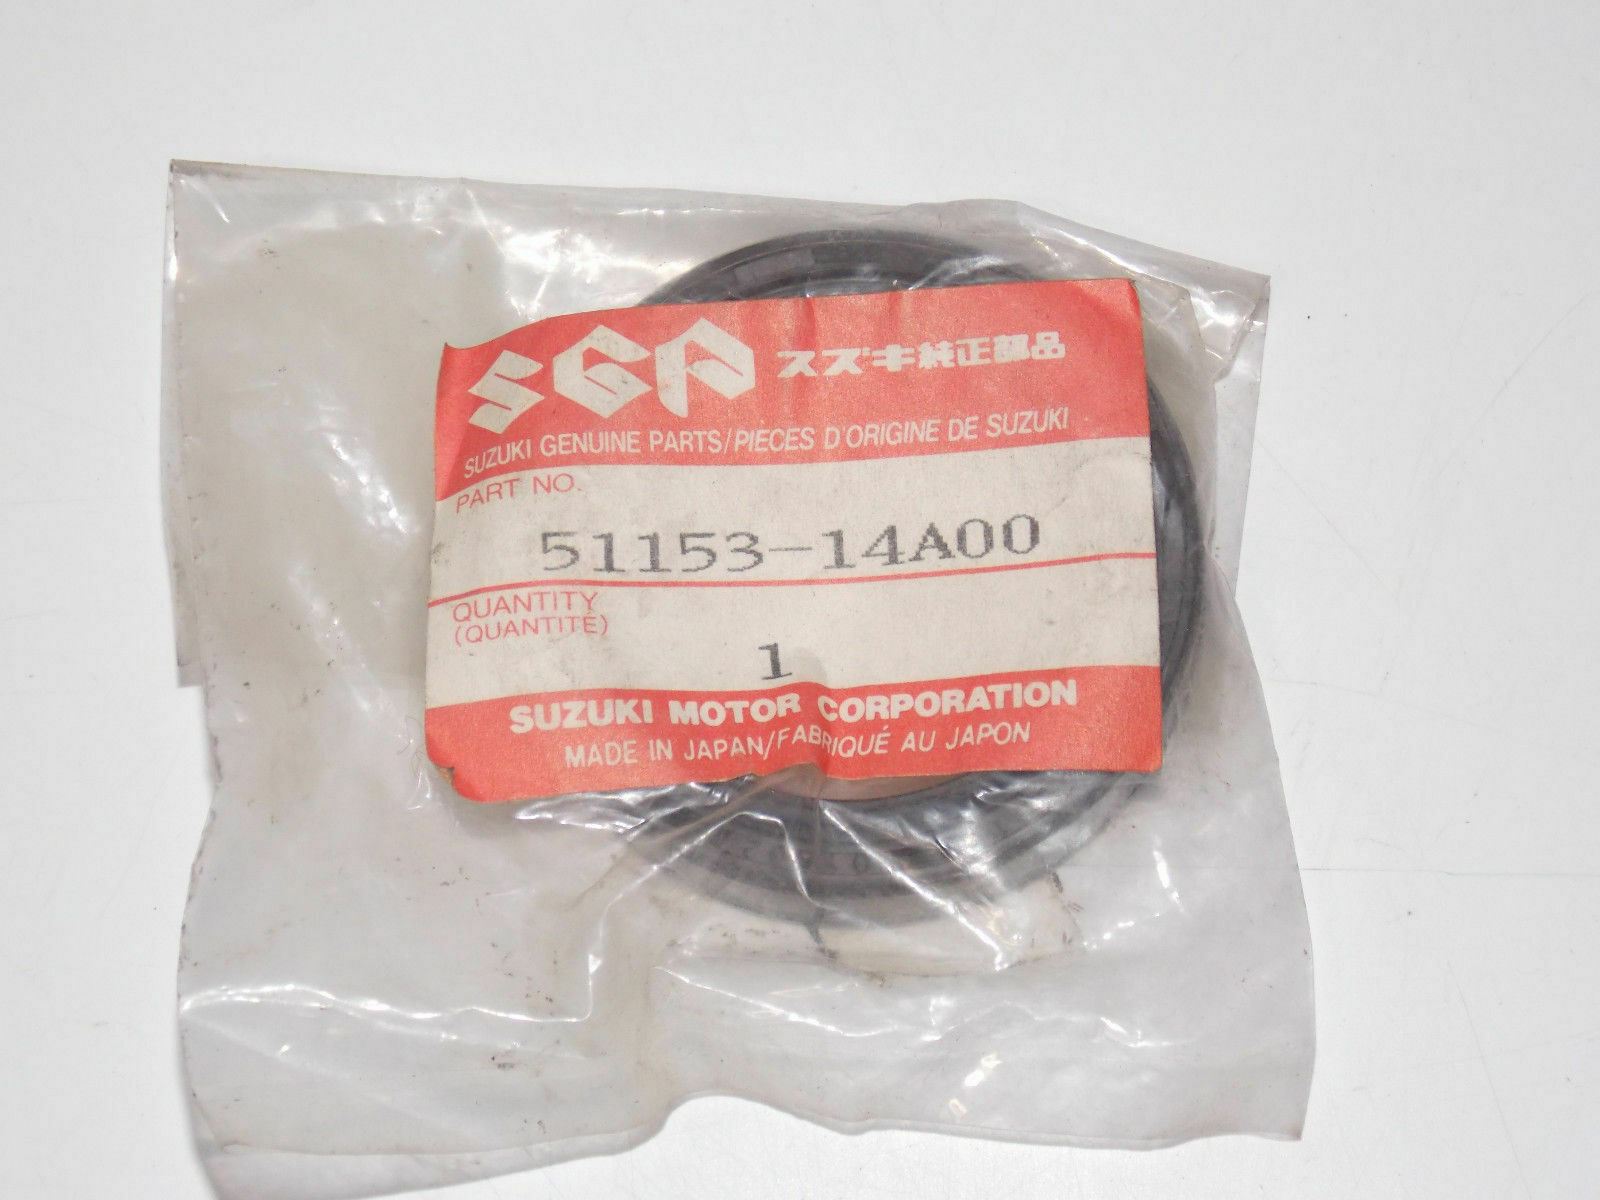 SGP スズキ純正部品
SUZUKI GENUINE PARTS/PIÈCES D'ORIGINE DE SUZUKI
PART NO.
51153-14A00
QUANTITY
(QUANTITÉ)
1
SUZUKI MOTOR CORPORATION
MADE IN JAPAN/FABRIQUÉ AU JAPON